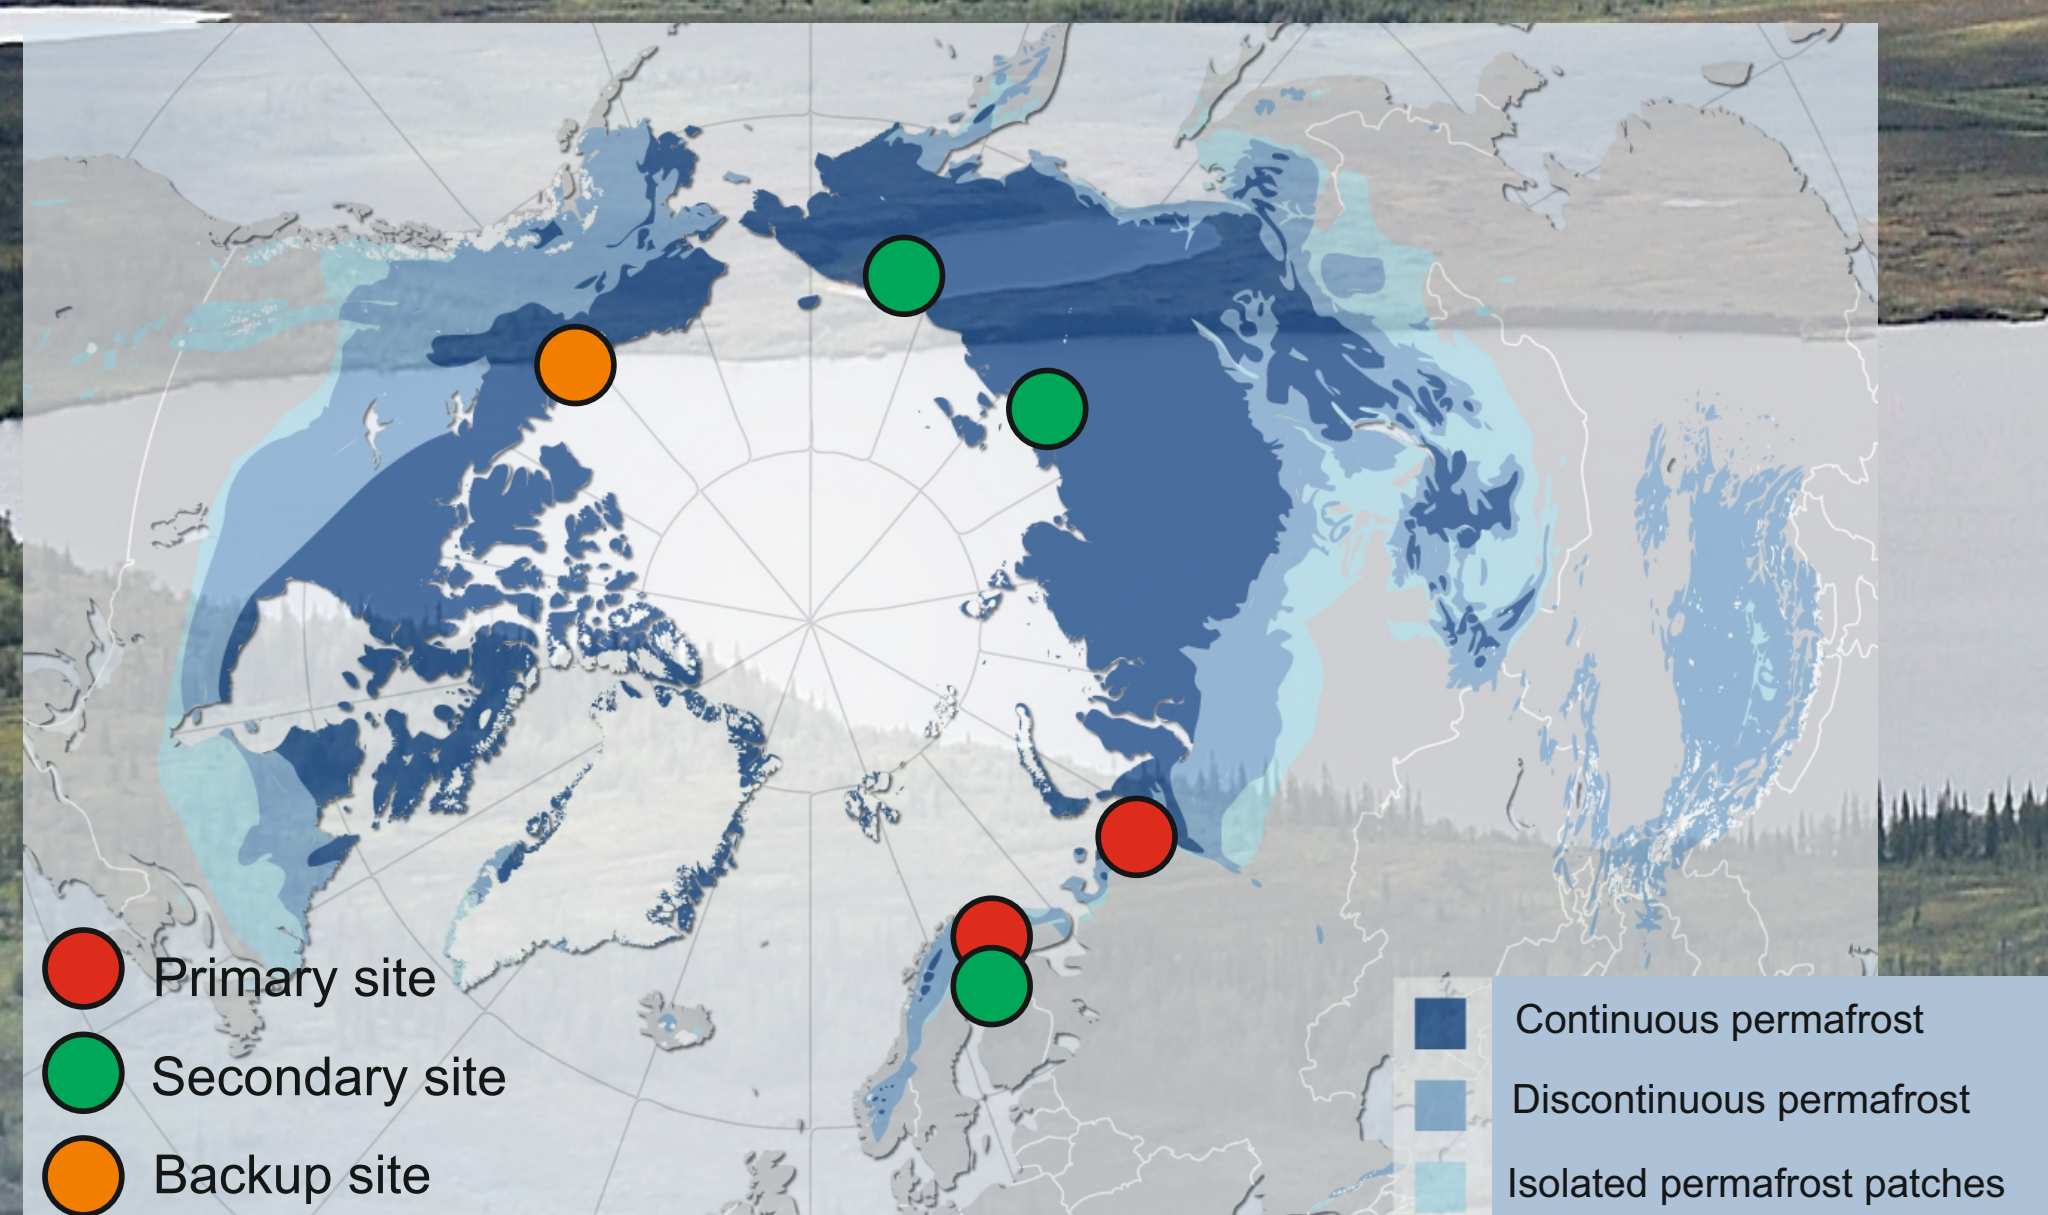 Primary site
Secondary site
Backup site
Continuous permafrost
Discontinuous permafrost
Isolated permafrost patches